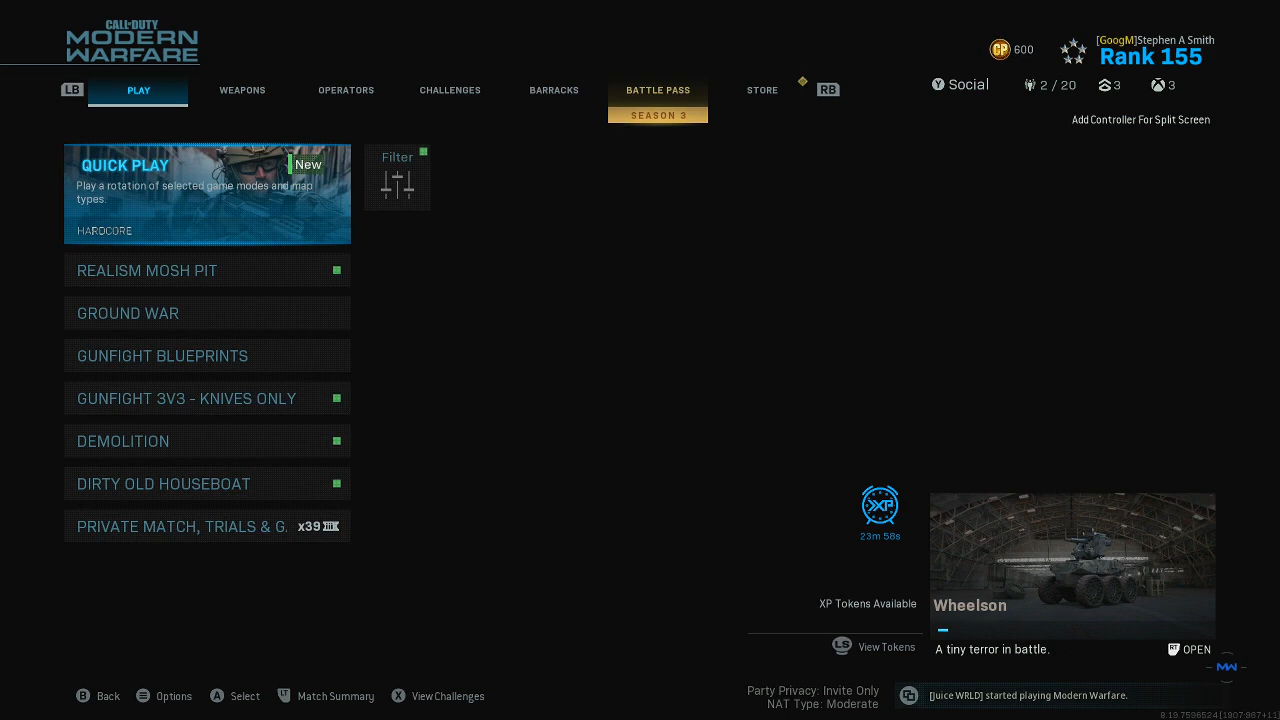 CALL OF DUTY
MODERN
WARFARE
CP 600
[GoogM]Stephen A Smith
Rank 155
LB
PLAY
WEAPONS
OPERATORS
CHALLENGES
BARRACKS
BATTLE PASS
SEASON 3
STORE
RB
Y Social
2 / 20
3
3
Add Controller For Split Screen
QUICK PLAY
New
Play a rotation of selected game modes and map
types.
HARDCORE
Filter
REALISM MOSH PIT
GROUND WAR
GUNFIGHT BLUEPRINTS
GUNFIGHT 3V3 - KNIVES ONLY
DEMOLITION
DIRTY OLD HOUSEBOAT
PRIVATE MATCH, TRIALS & G. x39
XP
23m 58s
XP Tokens Available
LS View Tokens
Wheelson
A tiny terror in battle.
RT OPEN
MW
B Back
Options
A Select
LT Match Summary
X View Challenges
Party Privacy: Invite Only
NAT Type: Moderate
[Juice WRLD] started playing Modern Warfare.